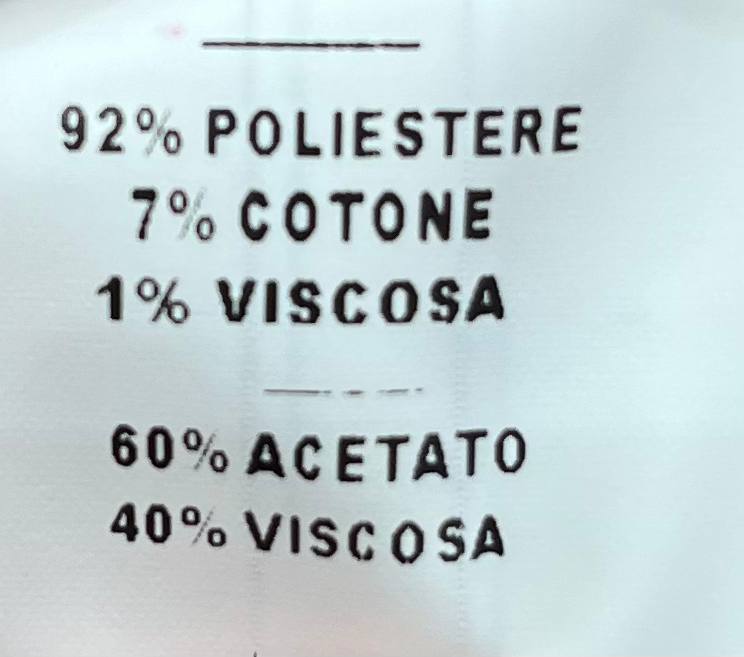 92% POLIESTERE
7% COTONE
1% VISCOSA
60% ACETATO
40% VISCOSA